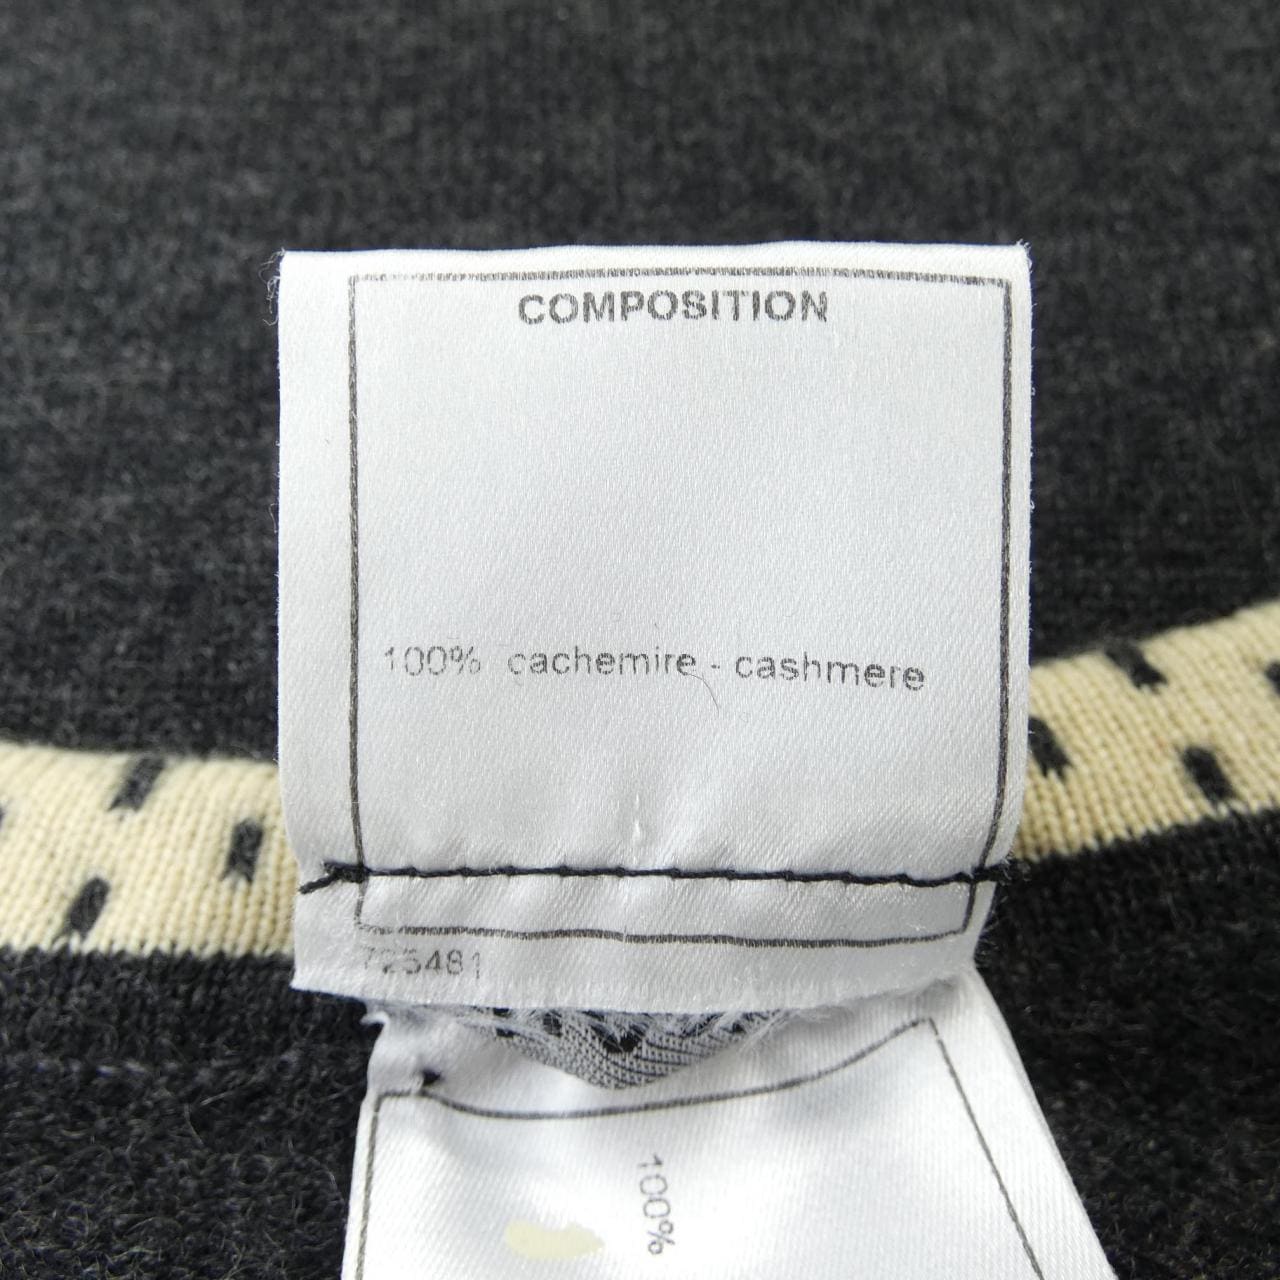 COMPOSITION
100% cachemire - cashmere
725481
100%